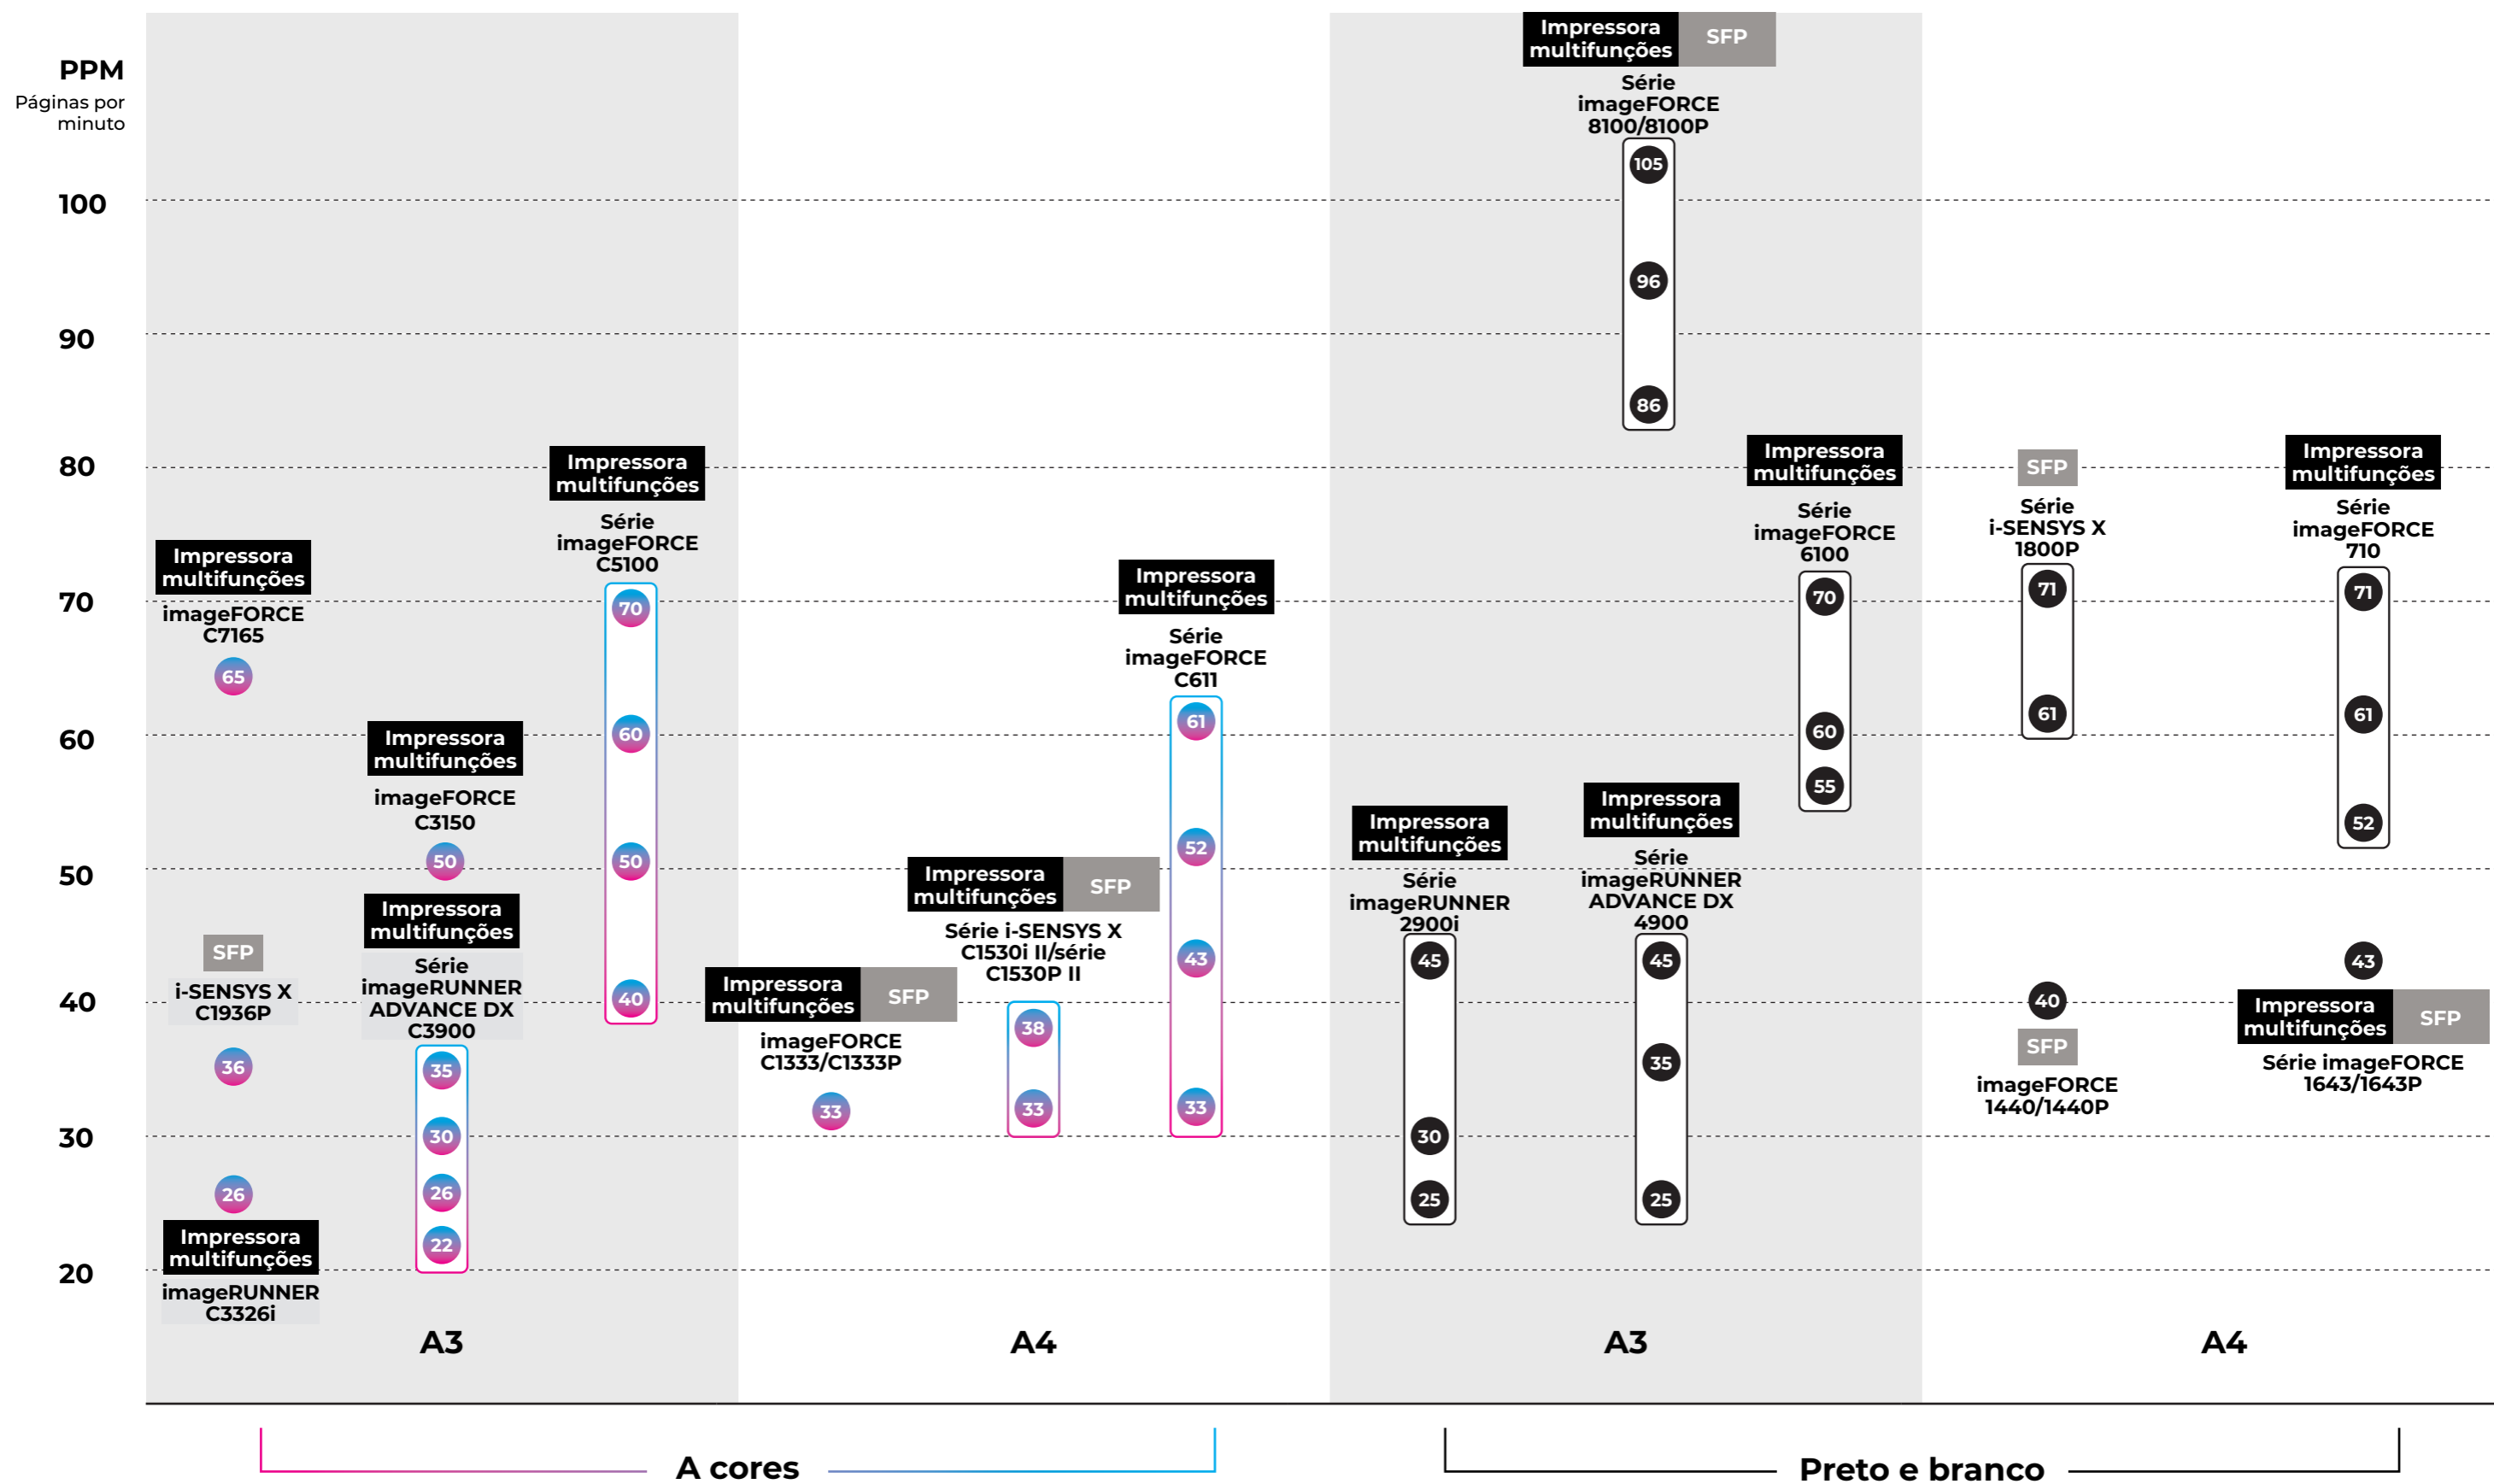 PPM
Páginas por
minuto
100
90
80
70
60
50
40
30
20
Impressora
multifunções
imageFORCE
C7165
65
SFP
i-SENSYS X
C1936P
36
26
Impressora
multifunções
imageRUNNER
C3326i
Impressora
multifunções
imageFORCE
C3150
50
Impressora
multifunções
Série
imageRUNNER
ADVANCE DX
C3900
35
30
26
22
Impressora
multifunções
Série
imageFORCE
C5100
70
60
50
40
A3
Impressora
multifunções
SFP
imageFORCE
C1333/C1333P
33
Impressora
multifunções
SFP
Série i-SENSYS X
C1530i II/série
C1530P II
38
33
Impressora
multifunções
Série
imageFORCE
C611
61
52
43
33
A4
Impressora
multifunções
Série
imageRUNNER
2900i
45
30
25
Impressora
multifunções
SFP
Série
imageFORCE
8100/8100P
105
96
86
Impressora
multifunções
Série
imageRUNNER
ADVANCE DX
4900
45
35
25
Impressora
multifunções
Série
imageFORCE
6100
70
60
55
A3
SFP
Série
i-SENSYS X
1800P
71
61
40
SFP
imageFORCE
1440/1440P
Impressora
multifunções
Série
imageFORCE
710
71
61
52
43
Impressora
multifunções
SFP
Série imageFORCE
1643/1643P
A4
A cores
Preto e branco